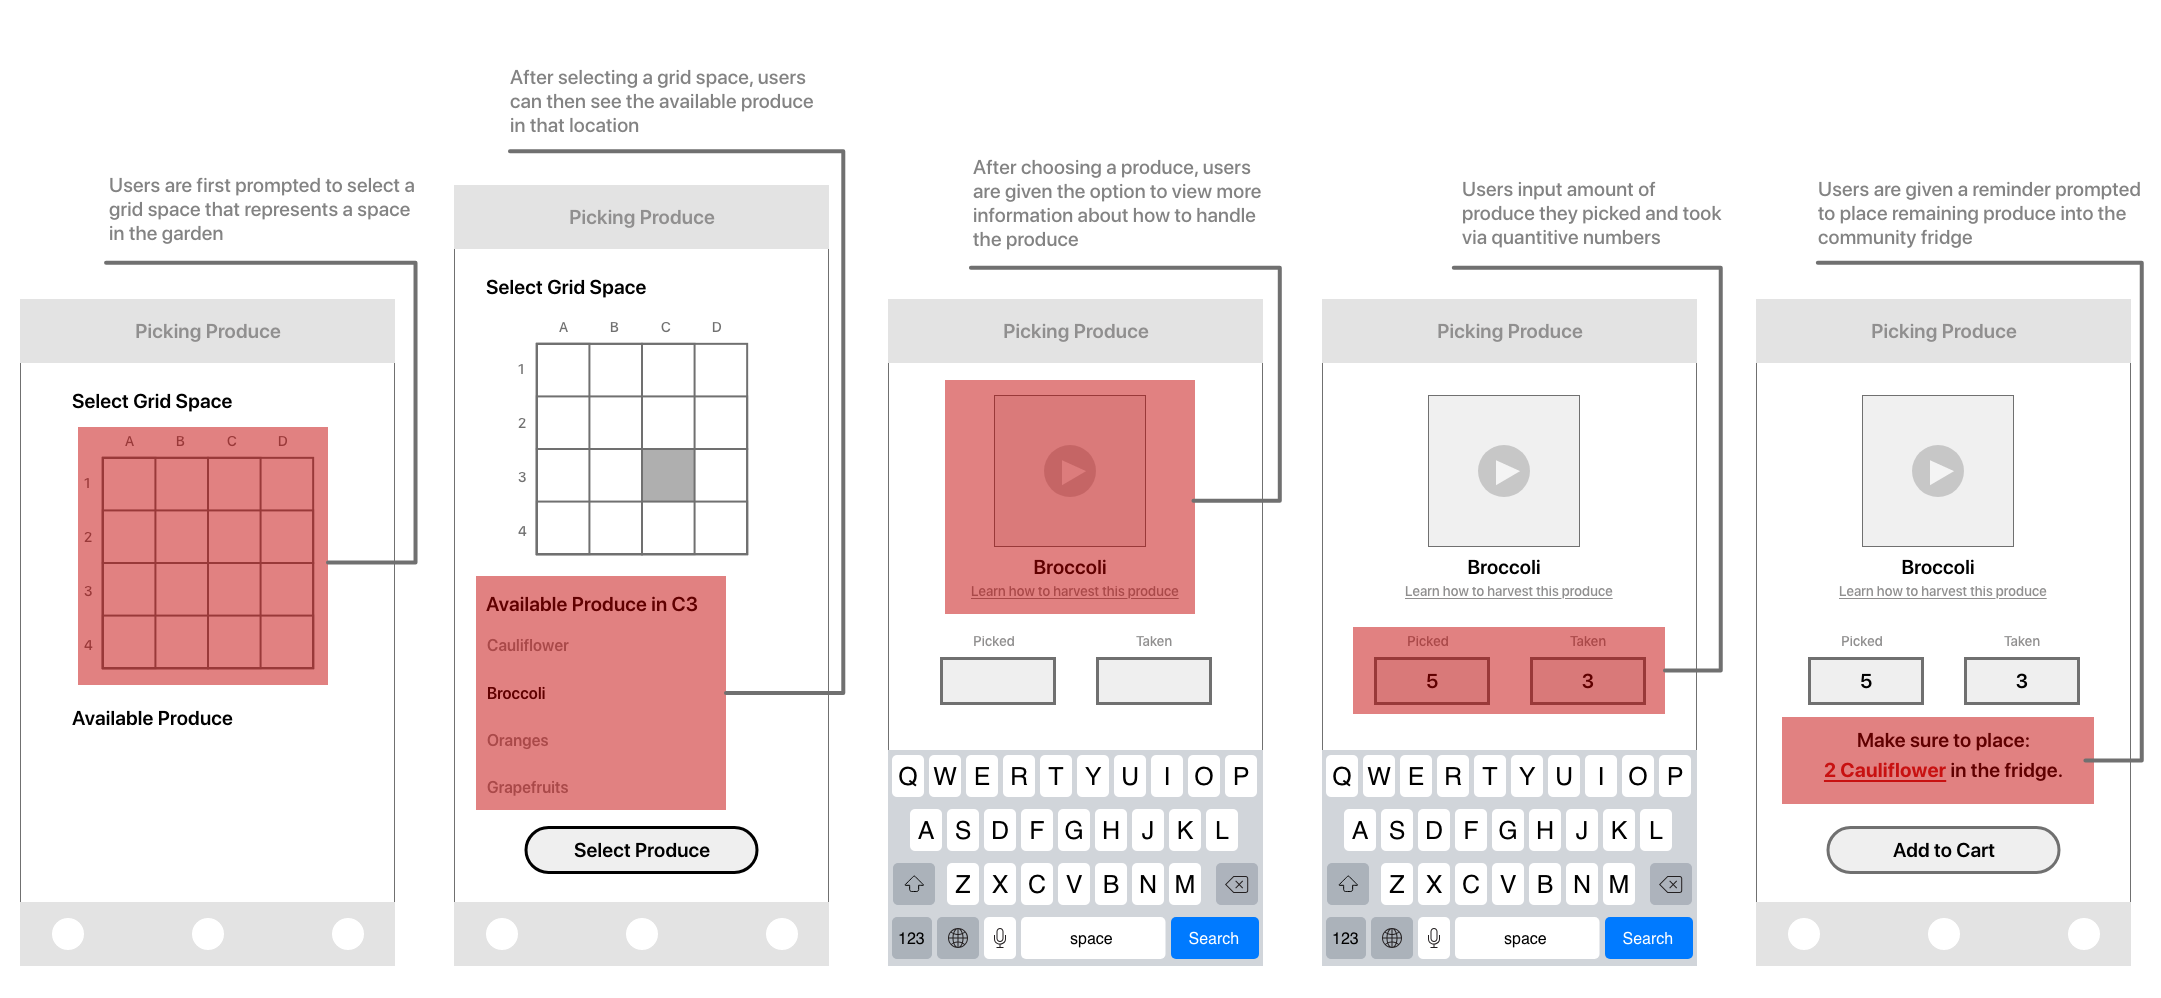 Users are first prompted to select a
grid space that represents a space
in the garden
Picking Produce
Select Grid Space
A B C D
1
2
3
4
Available Produce
After selecting a grid space, users
can then see the available produce
in that location
Picking Produce
Select Grid Space
A B C D
1
2
3
4
Available Produce in C3
Cauliflower
Broccoli
Oranges
Grapefruits
Select Produce
After choosing a produce, users
are given the option to view more
information about how to handle
the produce
Picking Produce
Broccoli
Learn how to harvest this produce
Picked Taken
Q W E R T Y U I O P
A S D F G H J K L
Z X C V B N M
123 space Search
Users input amount of
produce they picked and took
via quantitive numbers
Picking Produce
Broccoli
Learn how to harvest this produce
Picked Taken
5 3
Q W E R T Y U I O P
A S D F G H J K L
Z X C V B N M
123 space Search
Users are given a reminder prompted
to place remaining produce into the
community fridge
Picking Produce
Broccoli
Learn how to harvest this produce
Picked Taken
5 3
Make sure to place:
2 Cauliflower in the fridge.
Add to Cart